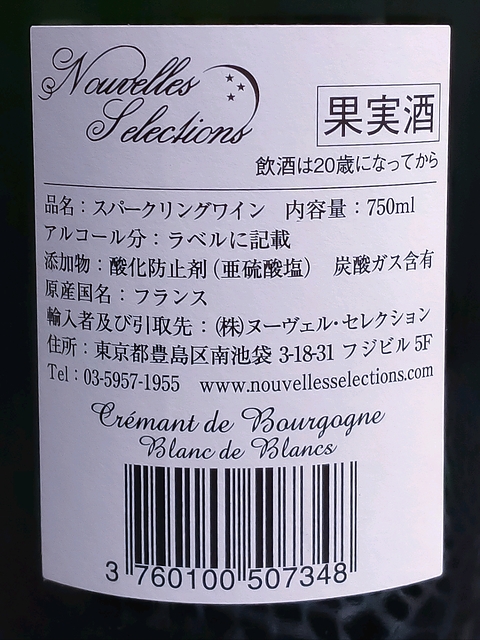 Nouvelles
Selections
果実酒
飲酒は20歳になってから
品名：スパークリングワイン 内容量：750ml
アルコール分：ラベルに記載
添加物：酸化防止剤（亜硫酸塩） 炭酸ガス含有
原産国名：フランス
輸入者及び引取先：(株)ヌーヴェル・セレクション
住所：東京都豊島区南池袋 3-18-31 フジビル 5F
Tel：03-5957-1955 www.nouvellesselections.com
Crémant de Bourgogne
Blanc de Blancs
3 760100 507348